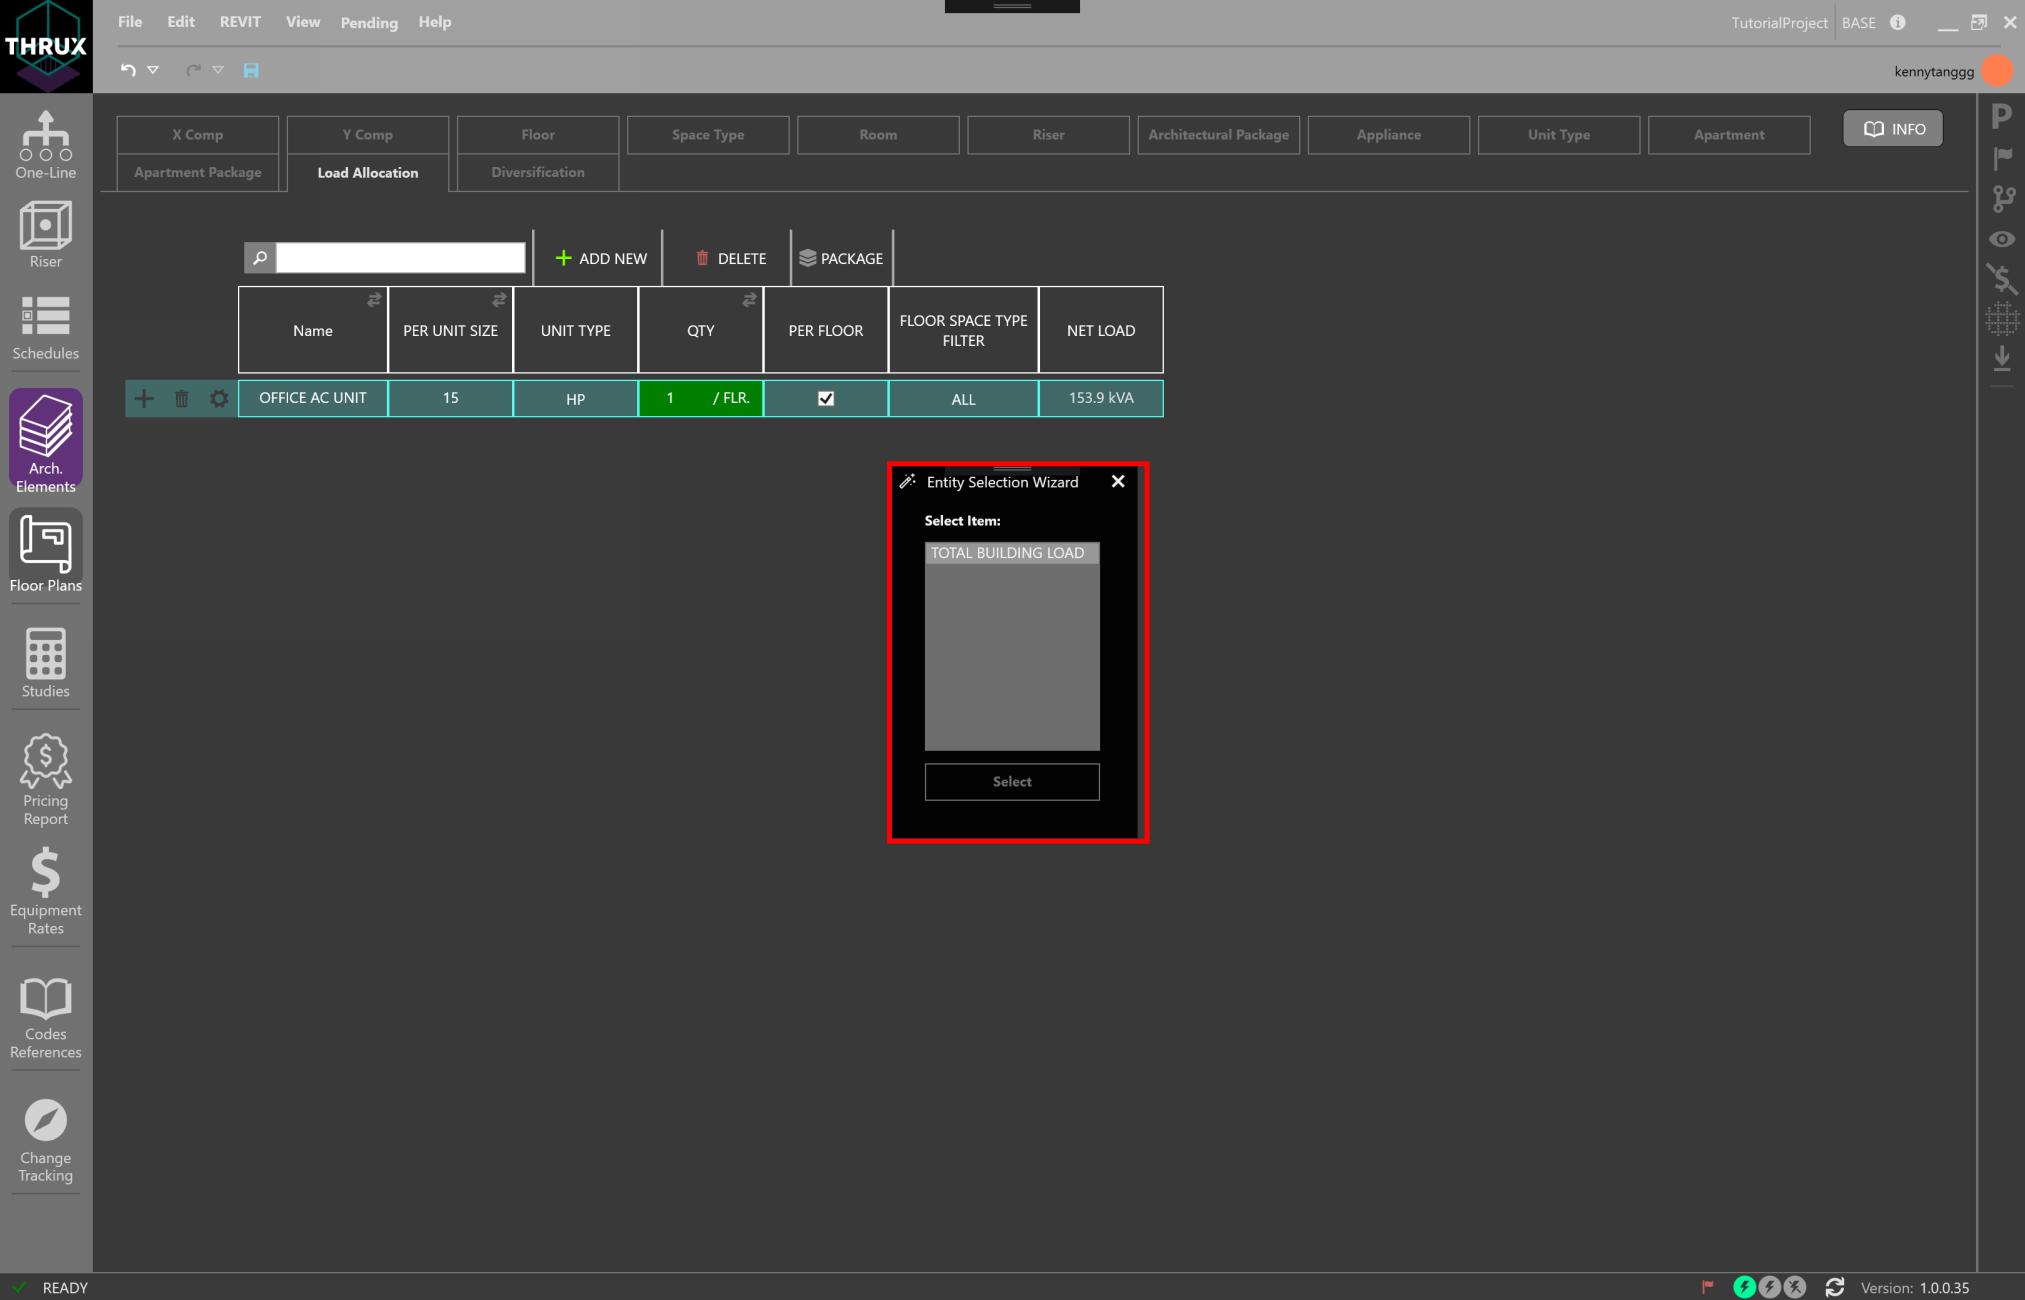 THRUX
File Edit REVIT View Pending Help
TutorialProject BASE
kennytanggg
X Comp Y Comp Floor Space Type Room Riser Architectural Package Appliance Unit Type Apartment
INFO
Apartment Package Load Allocation Diversification
One-Line
Riser
Schedules
Arch.
Elements
Floor Plans
Studies
Pricing
Report
Equipment
Rates
Codes
References
Change
Tracking
P
ADD NEW DELETE PACKAGE
Name PER UNIT SIZE UNIT TYPE QTY PER FLOOR FLOOR SPACE TYPE
FILTER NET LOAD
OFFICE AC UNIT 15 HP 1 / FLR. ALL 153.9 kVA
Entity Selection Wizard
Select Item:
TOTAL BUILDING LOAD
Select
READY
Version: 1.0.0.35